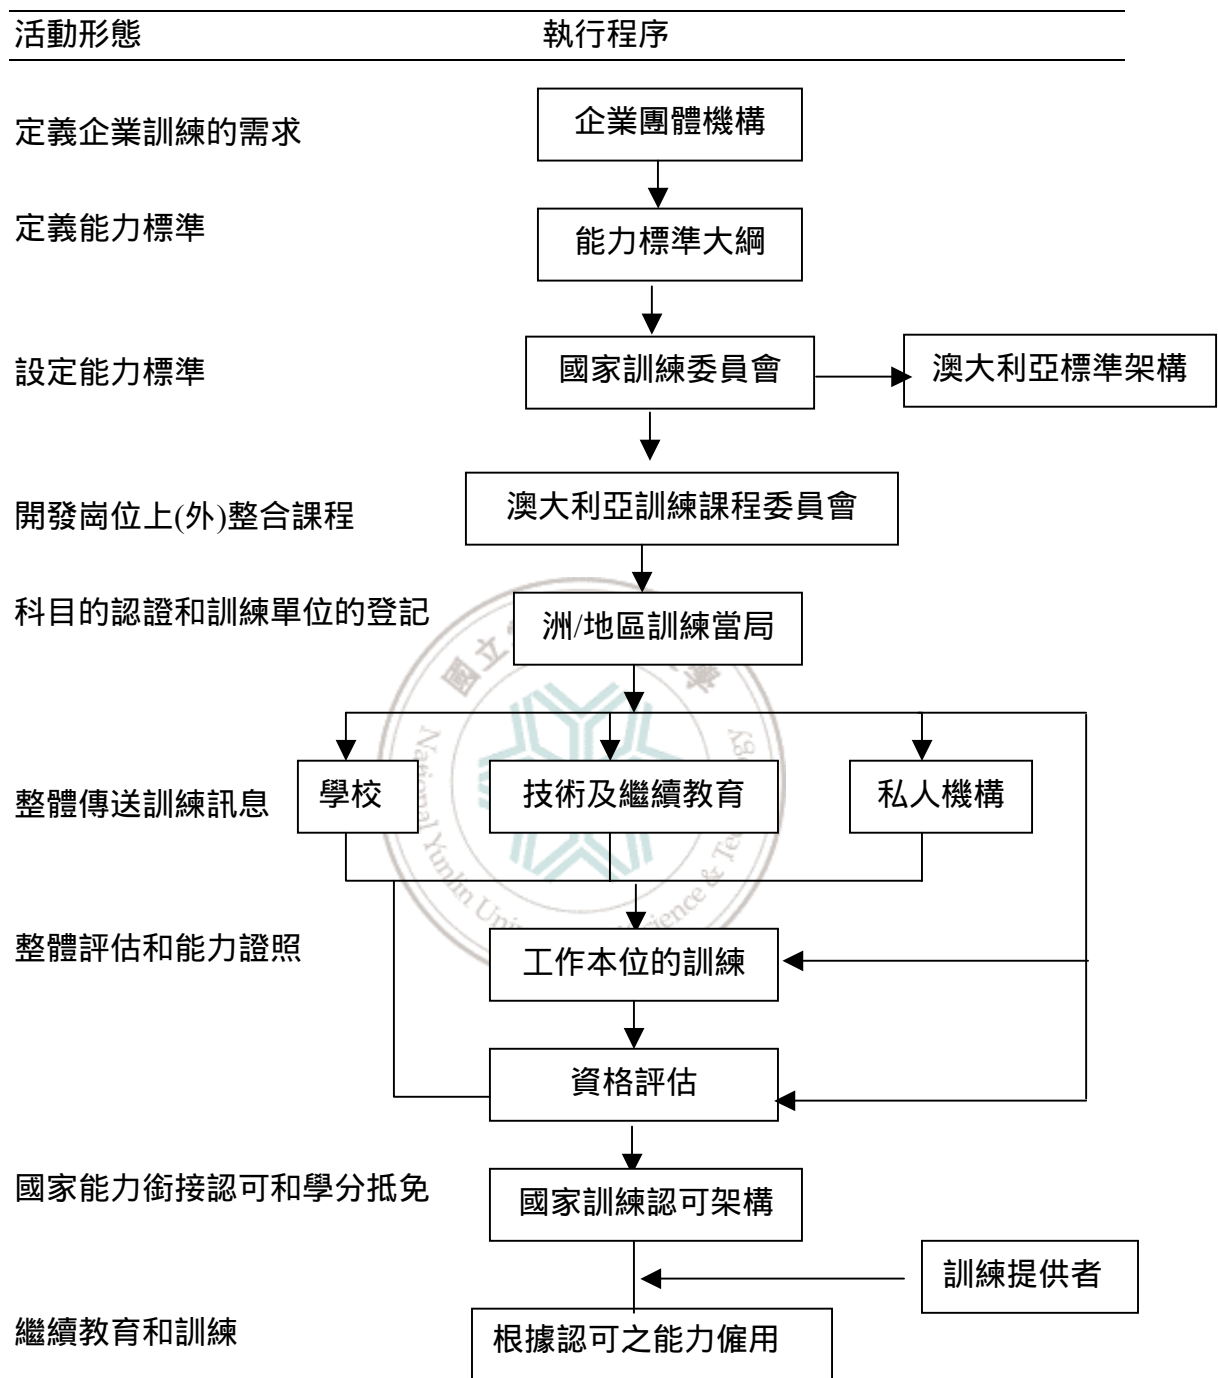 活動形態 執行程序
定義企業訓練的需求 企業團體機構
定義能力標準 能力標準大綱
設定能力標準 國家訓練委員會 澳大利亞標準架構
開發崗位上(外)整合課程 澳大利亞訓練課程委員會
科目的認證和訓練單位的登記 洲/地區訓練當局
整體傳送訓練訊息 學校 技術及繼續教育 私人機構
整體評估和能力證照 工作本位的訓練
資格評估
國家能力銜接認可和學分抵免 國家訓練認可架構
訓練提供者
繼續教育和訓練 根據認可之能力僱用
國立
學
National Yunlin